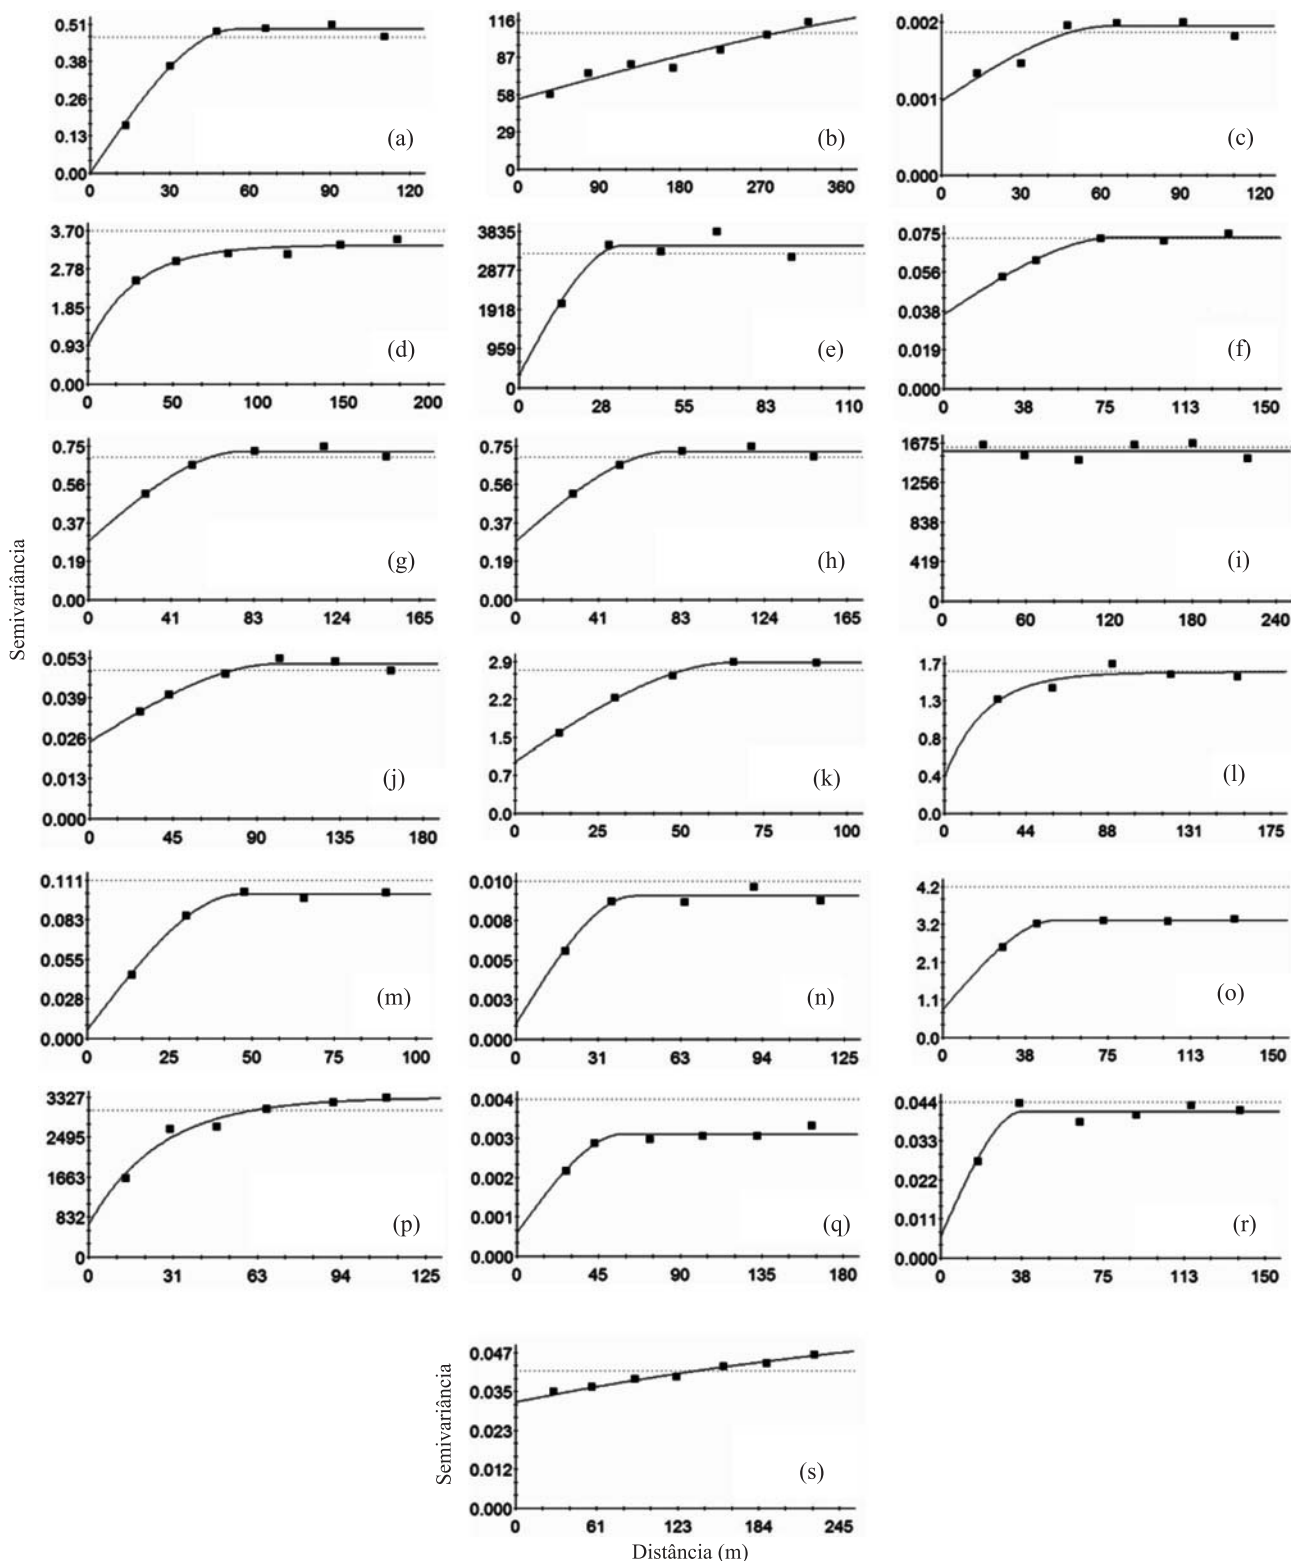 0.51
0.38
0.26
0.13
0.00
0 30 60 90 120
(a)
116
87
58
29
0
0 90 180 270 360
(b)
0.002
0.001
0.000
0 30 60 90 120
(c)
3.70
2.78
1.85
0.93
0.00
0 50 100 150 200
(d)
3835
2877
1918
959
0
0 28 55 83 110
(e)
0.075
0.056
0.038
0.019
0.000
0 38 75 113 150
(f)
Semivariância
0.75
0.56
0.37
0.19
0.00
0 41 83 124 165
(g)
0.75
0.56
0.37
0.19
0.00
0 41 83 124 165
(h)
1675
1256
838
419
0
0 60 120 180 240
(i)
0.053
0.039
0.026
0.013
0.000
0 45 90 135 180
(j)
2.9
2.2
1.5
0.7
0.0
0 25 50 75 100
(k)
1.7
1.3
0.8
0.4
0.0
0 44 88 131 175
(l)
0.111
0.083
0.055
0.028
0.000
0 25 50 75 100
(m)
0.010
0.008
0.005
0.003
0.000
0 31 63 94 125
(n)
4.2
3.2
2.1
1.1
0.0
0 38 75 113 150
(o)
3327
2495
1663
832
0
0 31 63 94 125
(p)
0.004
0.003
0.002
0.001
0.000
0 45 90 135 180
(q)
0.044
0.033
0.022
0.011
0.000
0 38 75 113 150
(r)
Semivariância
0.047
0.035
0.023
0.012
0.000
0 61 123 184 245
(s)
Distância (m)